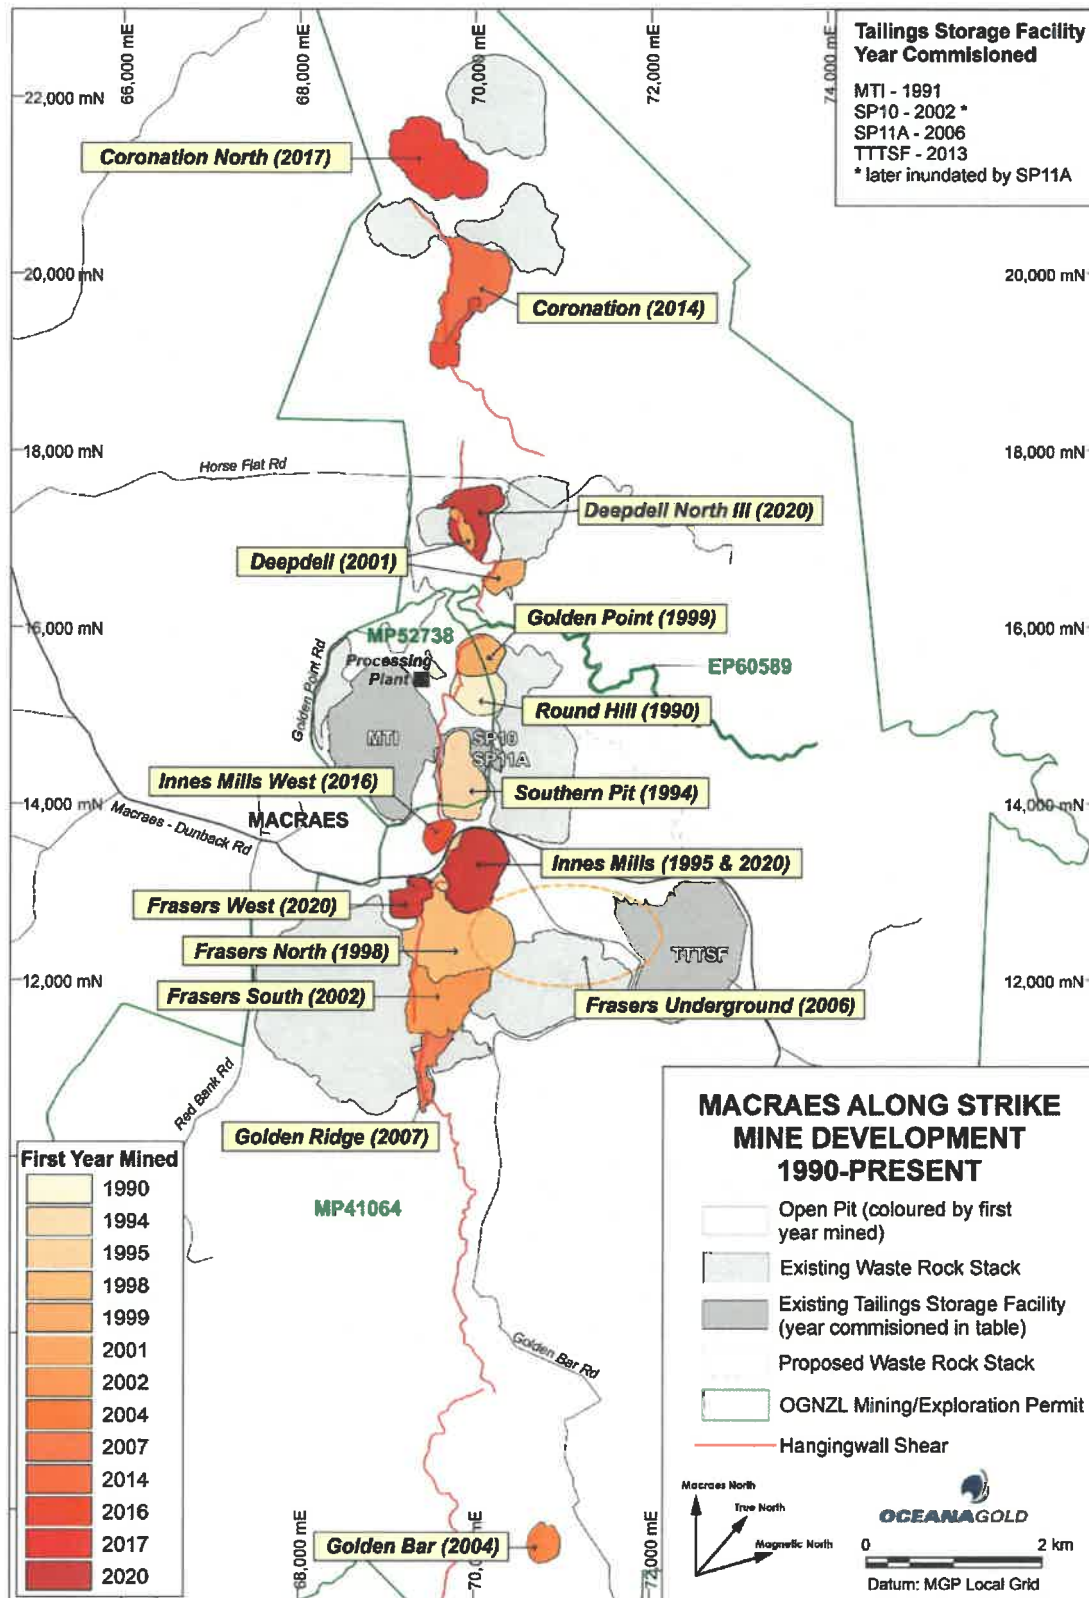 66,000 mE
68,000 mE
70,000 mE
72,000 mE
74,000 mE
Tailings Storage Facility
Year Commisioned
MTI - 1991
SP10 - 2002 *
SP11A - 2006
TTTSF - 2013
* later inundated by SP11A
22,000 mN
Coronation North (2017)
20,000 mN
20,000 mN
Coronation (2014)
18,000 mN
18,000 mN
Horse Flat Rd
Deepdell North III (2020)
Deepdell (2001)
Golden Point (1999)
16,000 mN
16,000 mN
MP52738
Processing
Plant
EP60589
Golden Point Rd
Round Hill (1990)
MTI
SP10
SP11A
Innes Mills West (2016)
Southern Pit (1994)
14,000 mN
14,000 mN
MACRAES
Macraes - Dunback Rd
Innes Mills (1995 & 2020)
Frasers West (2020)
Frasers North (1998)
TTTSF
12,000 mN
12,000 mN
Frasers South (2002)
Frasers Underground (2006)
Red Bank Rd
Golden Ridge (2007)
MP41064
First Year Mined
1990
1994
1995
1998
1999
2001
2002
2004
2007
2014
2016
2017
2020
Golden Bar Rd
Golden Bar (2004)
68,000 mE
70,000 mE
72,000 mE
MACRAES ALONG STRIKE
MINE DEVELOPMENT
1990-PRESENT
Open Pit (coloured by first
year mined)
Existing Waste Rock Stack
Existing Tailings Storage Facility
(year commisioned in table)
Proposed Waste Rock Stack
OGNZL Mining/Exploration Permit
Hangingwall Shear
Macraes North
True North
Magnetic North
OCEANAGOLD
0 2 km
Datum: MGP Local Grid